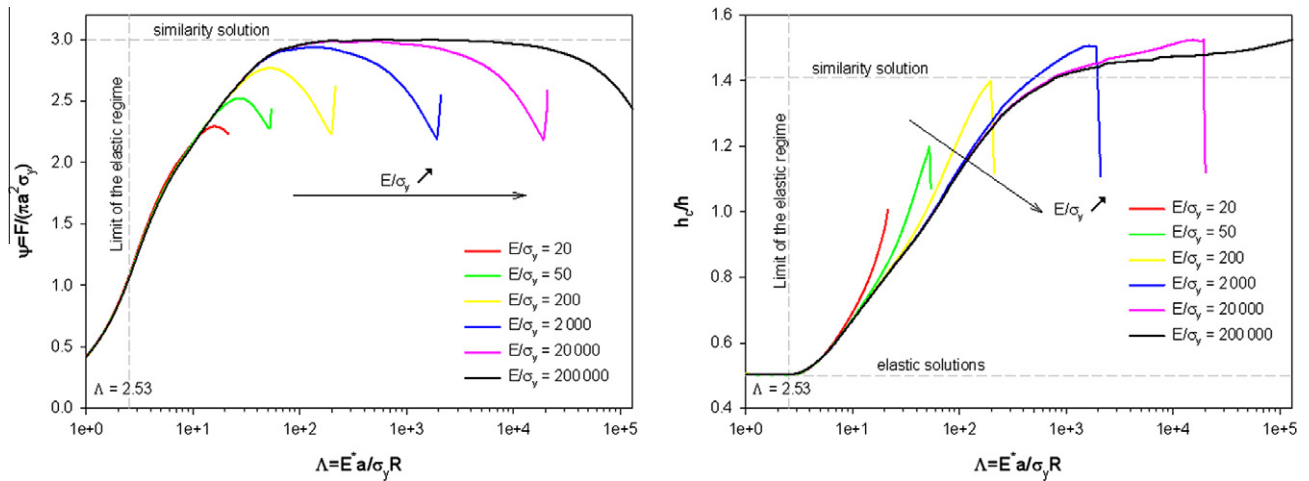 similarity solution
3.0
2.5
2.0
1.5
1.0
0.5
0.0
ψ=F/(πa²σy)
Limit of the elastic regime
E/σy ↗
E/σy = 20
E/σy = 50
E/σy = 200
E/σy = 2 000
E/σy = 20 000
E/σy = 200 000
Λ = 2.53
1e+0
1e+1
1e+2
1e+3
1e+4
1e+5
Λ=E*a/σyR
1.6
1.4
1.2
1.0
0.8
0.6
0.4
hc/h
similarity solution
Limit of the elastic regime
E/σy ↗
E/σy = 20
E/σy = 50
E/σy = 200
E/σy = 2 000
E/σy = 20 000
E/σy = 200 000
elastic solutions
Λ = 2.53
1e+0
1e+1
1e+2
1e+3
1e+4
1e+5
Λ=E*a/σyR